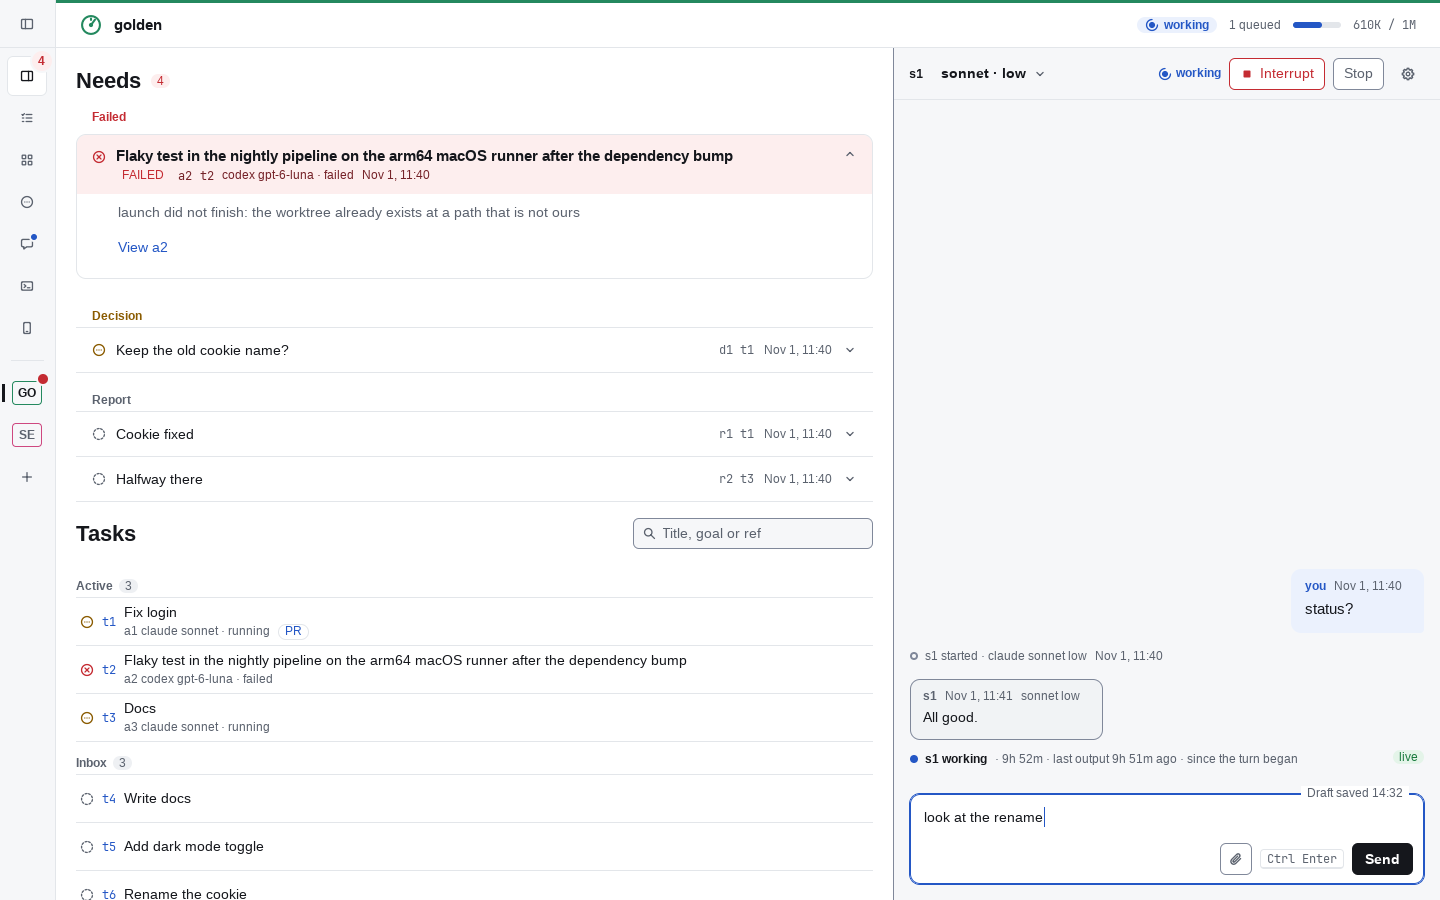 golden
working
1 queued
610K / 1M
4
GO
SE
Needs 4
Failed
Flaky test in the nightly pipeline on the arm64 macOS runner after the dependency bump
FAILED a2 t2 codex gpt-6-luna · failed Nov 1, 11:40
launch did not finish: the worktree already exists at a path that is not ours
View a2
Decision
Keep the old cookie name? d1 t1 Nov 1, 11:40
Report
Cookie fixed r1 t1 Nov 1, 11:40
Halfway there r2 t3 Nov 1, 11:40
Tasks
Title, goal or ref
Active 3
t1 Fix login
a1 claude sonnet · running PR
t2 Flaky test in the nightly pipeline on the arm64 macOS runner after the dependency bump
a2 codex gpt-6-luna · failed
t3 Docs
a3 claude sonnet · running
Inbox 3
t4 Write docs
t5 Add dark mode toggle
t6 Rename the cookie
s1 sonnet · low
working
Interrupt
Stop
you Nov 1, 11:40
status?
s1 started · claude sonnet low Nov 1, 11:40
s1 Nov 1, 11:41 sonnet low
All good.
s1 working · 9h 52m · last output 9h 51m ago · since the turn began
live
Draft saved 14:32
look at the rename
Ctrl Enter
Send